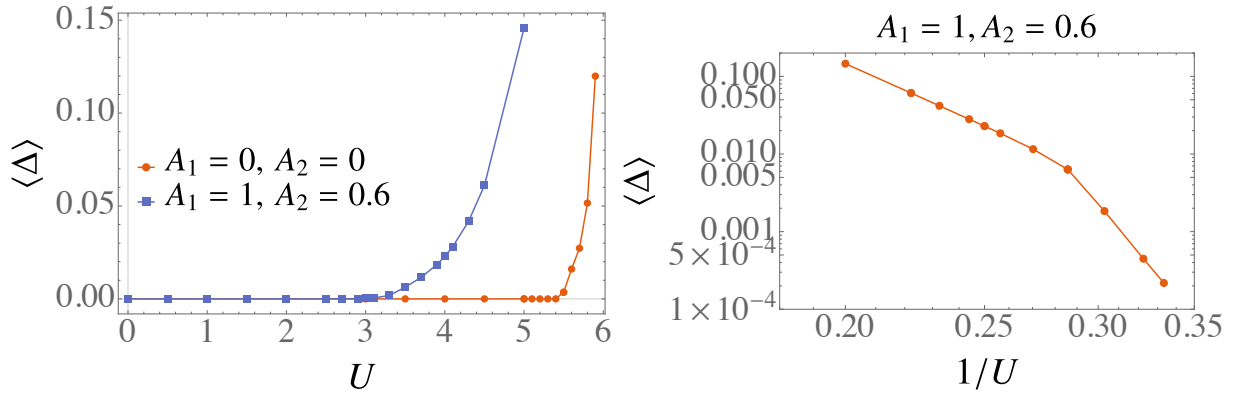 0.15
0.10
0.05
0.00
⟨Δ⟩
A₁ = 0, A₂ = 0
A₁ = 1, A₂ = 0.6
0 1 2 3 4 5 6
U
A₁ = 1, A₂ = 0.6
0.100
0.050
0.010
0.005
0.001
5×10⁻⁴
1×10⁻⁴
⟨Δ⟩
0.20 0.25 0.30 0.35
1/U